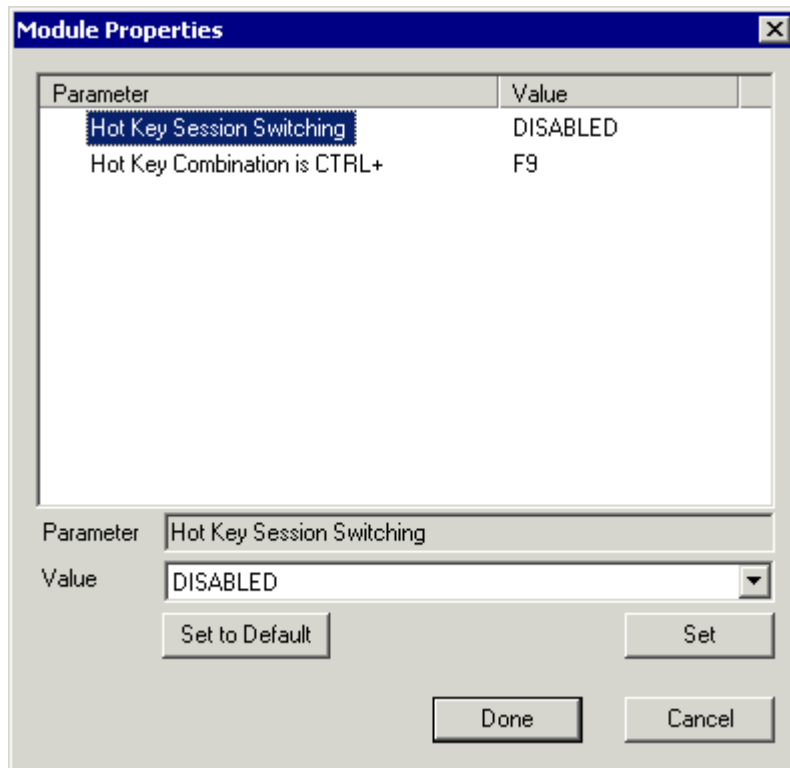 Module Properties
Parameter Value
Hot Key Session Switching DISABLED
Hot Key Combination is CTRL+ F9
Parameter Hot Key Session Switching
Value DISABLED
Set to Default Set
Done Cancel